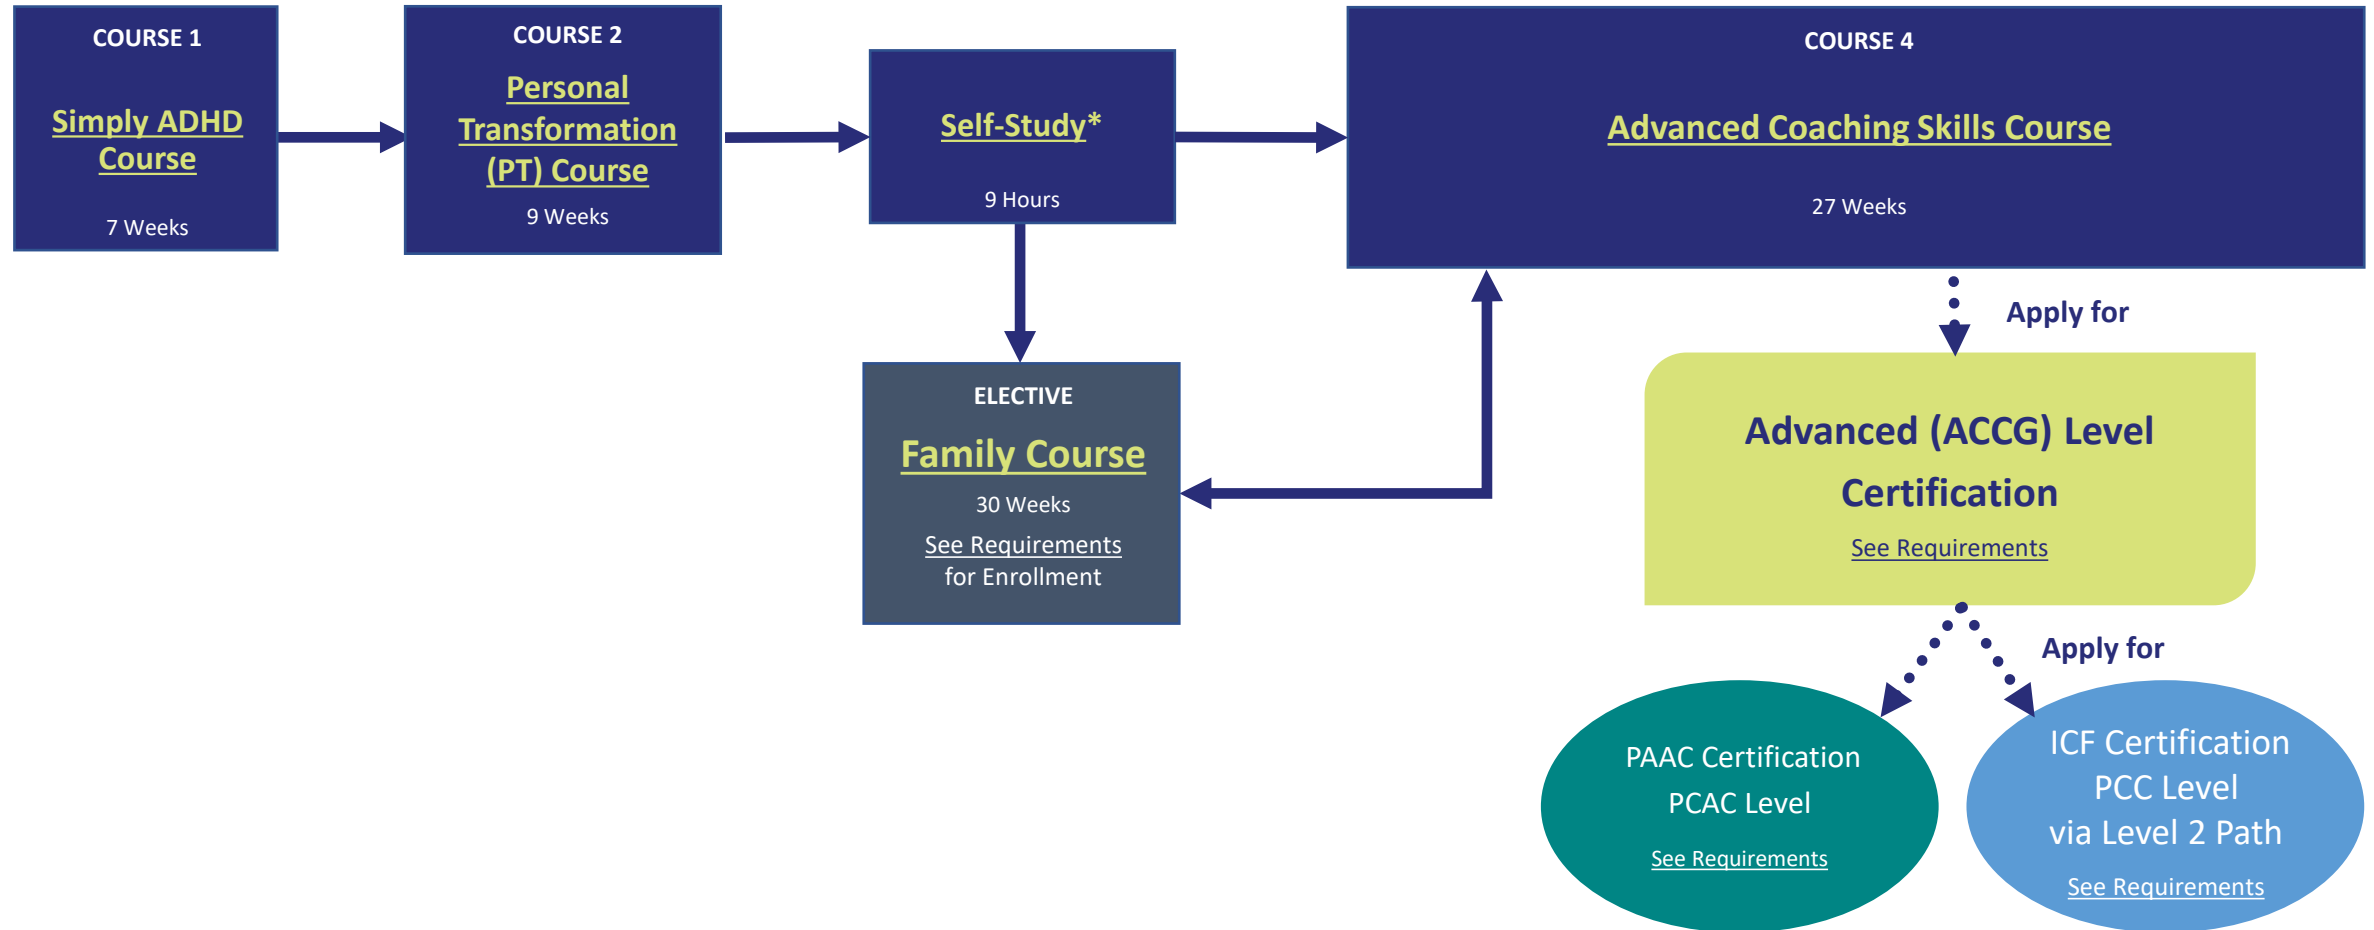 COURSE 1
Simply ADHD
Course
7 Weeks
COURSE 2
Personal
Transformation
(PT) Course
9 Weeks
Self-Study*
9 Hours
COURSE 4
Advanced Coaching Skills Course
27 Weeks
ELECTIVE
Family Course
30 Weeks
See Requirements
for Enrollment
Apply for
Advanced (ACCG) Level
Certification
See Requirements
Apply for
PAAC Certification
PCAC Level
See Requirements
ICF Certification
PCC Level
via Level 2 Path
See Requirements